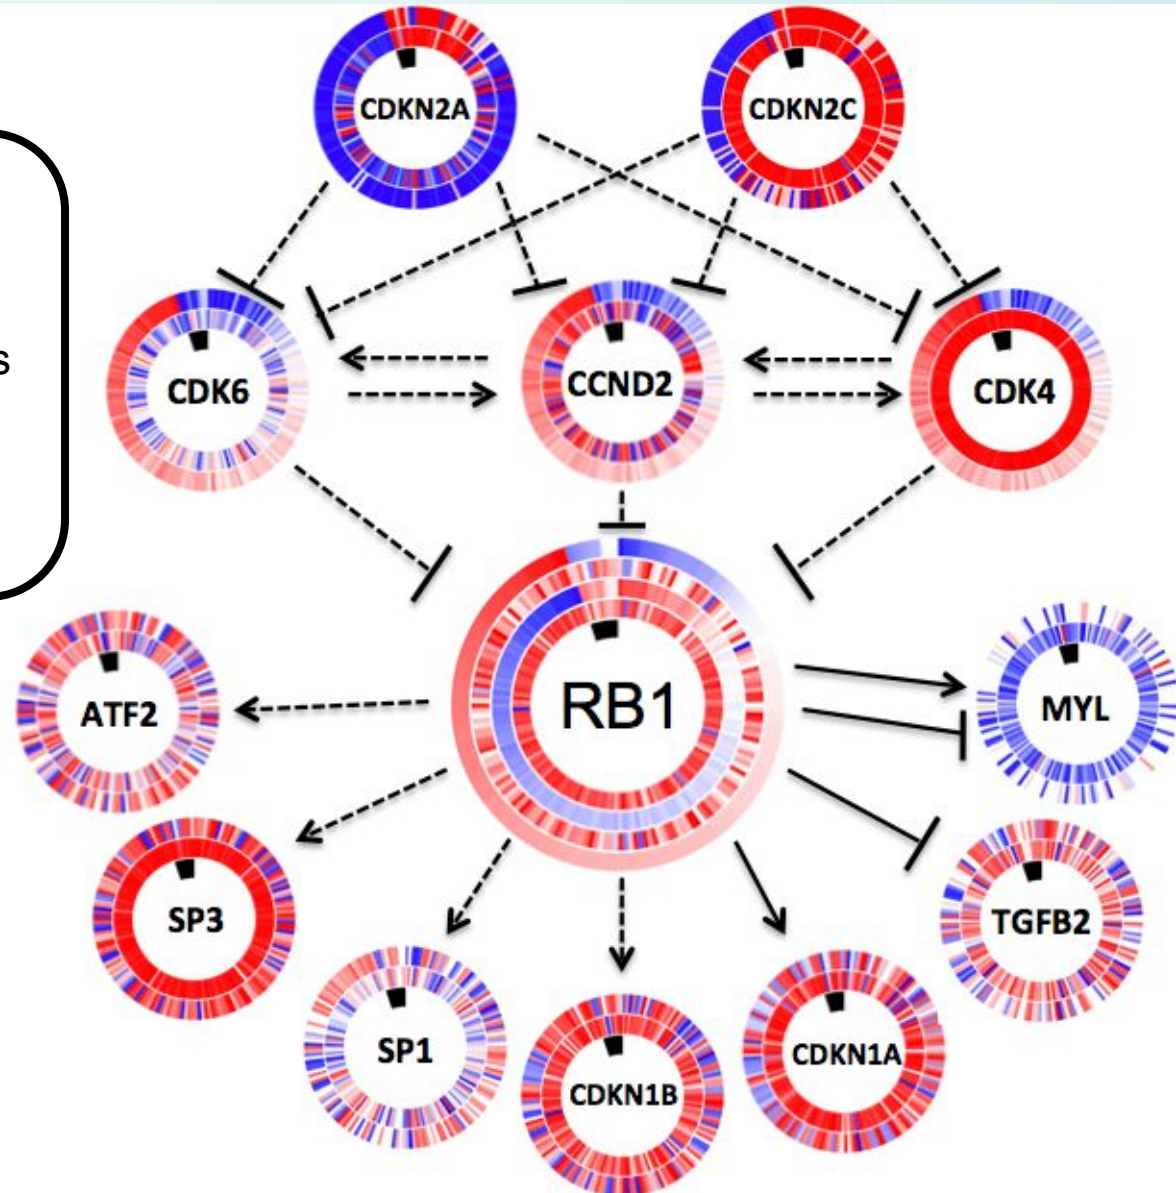 CDKN2A
CDKN2C
s
CDK6
CCND2
CDK4
RB1
ATF2
MYL
SP3
TGFB2
SP1
CDKN1B
CDKN1A